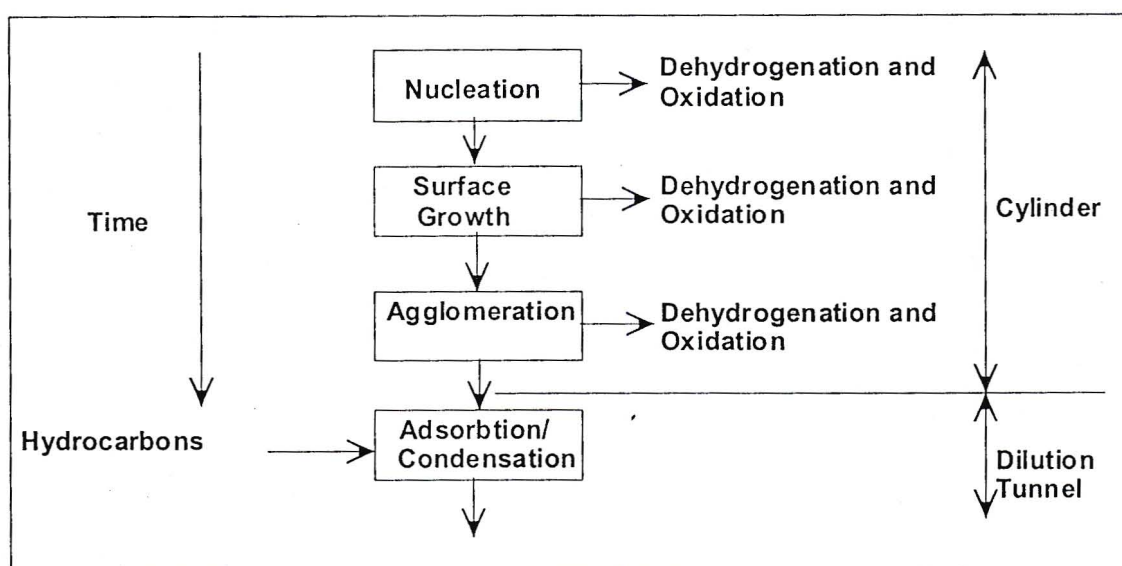 Nucleation
Dehydrogenation and
Oxidation
Surface
Growth
Dehydrogenation and
Oxidation
Time
Cylinder
Agglomeration
Dehydrogenation and
Oxidation
Hydrocarbons
Adsorbtion/
Condensation
Dilution
Tunnel